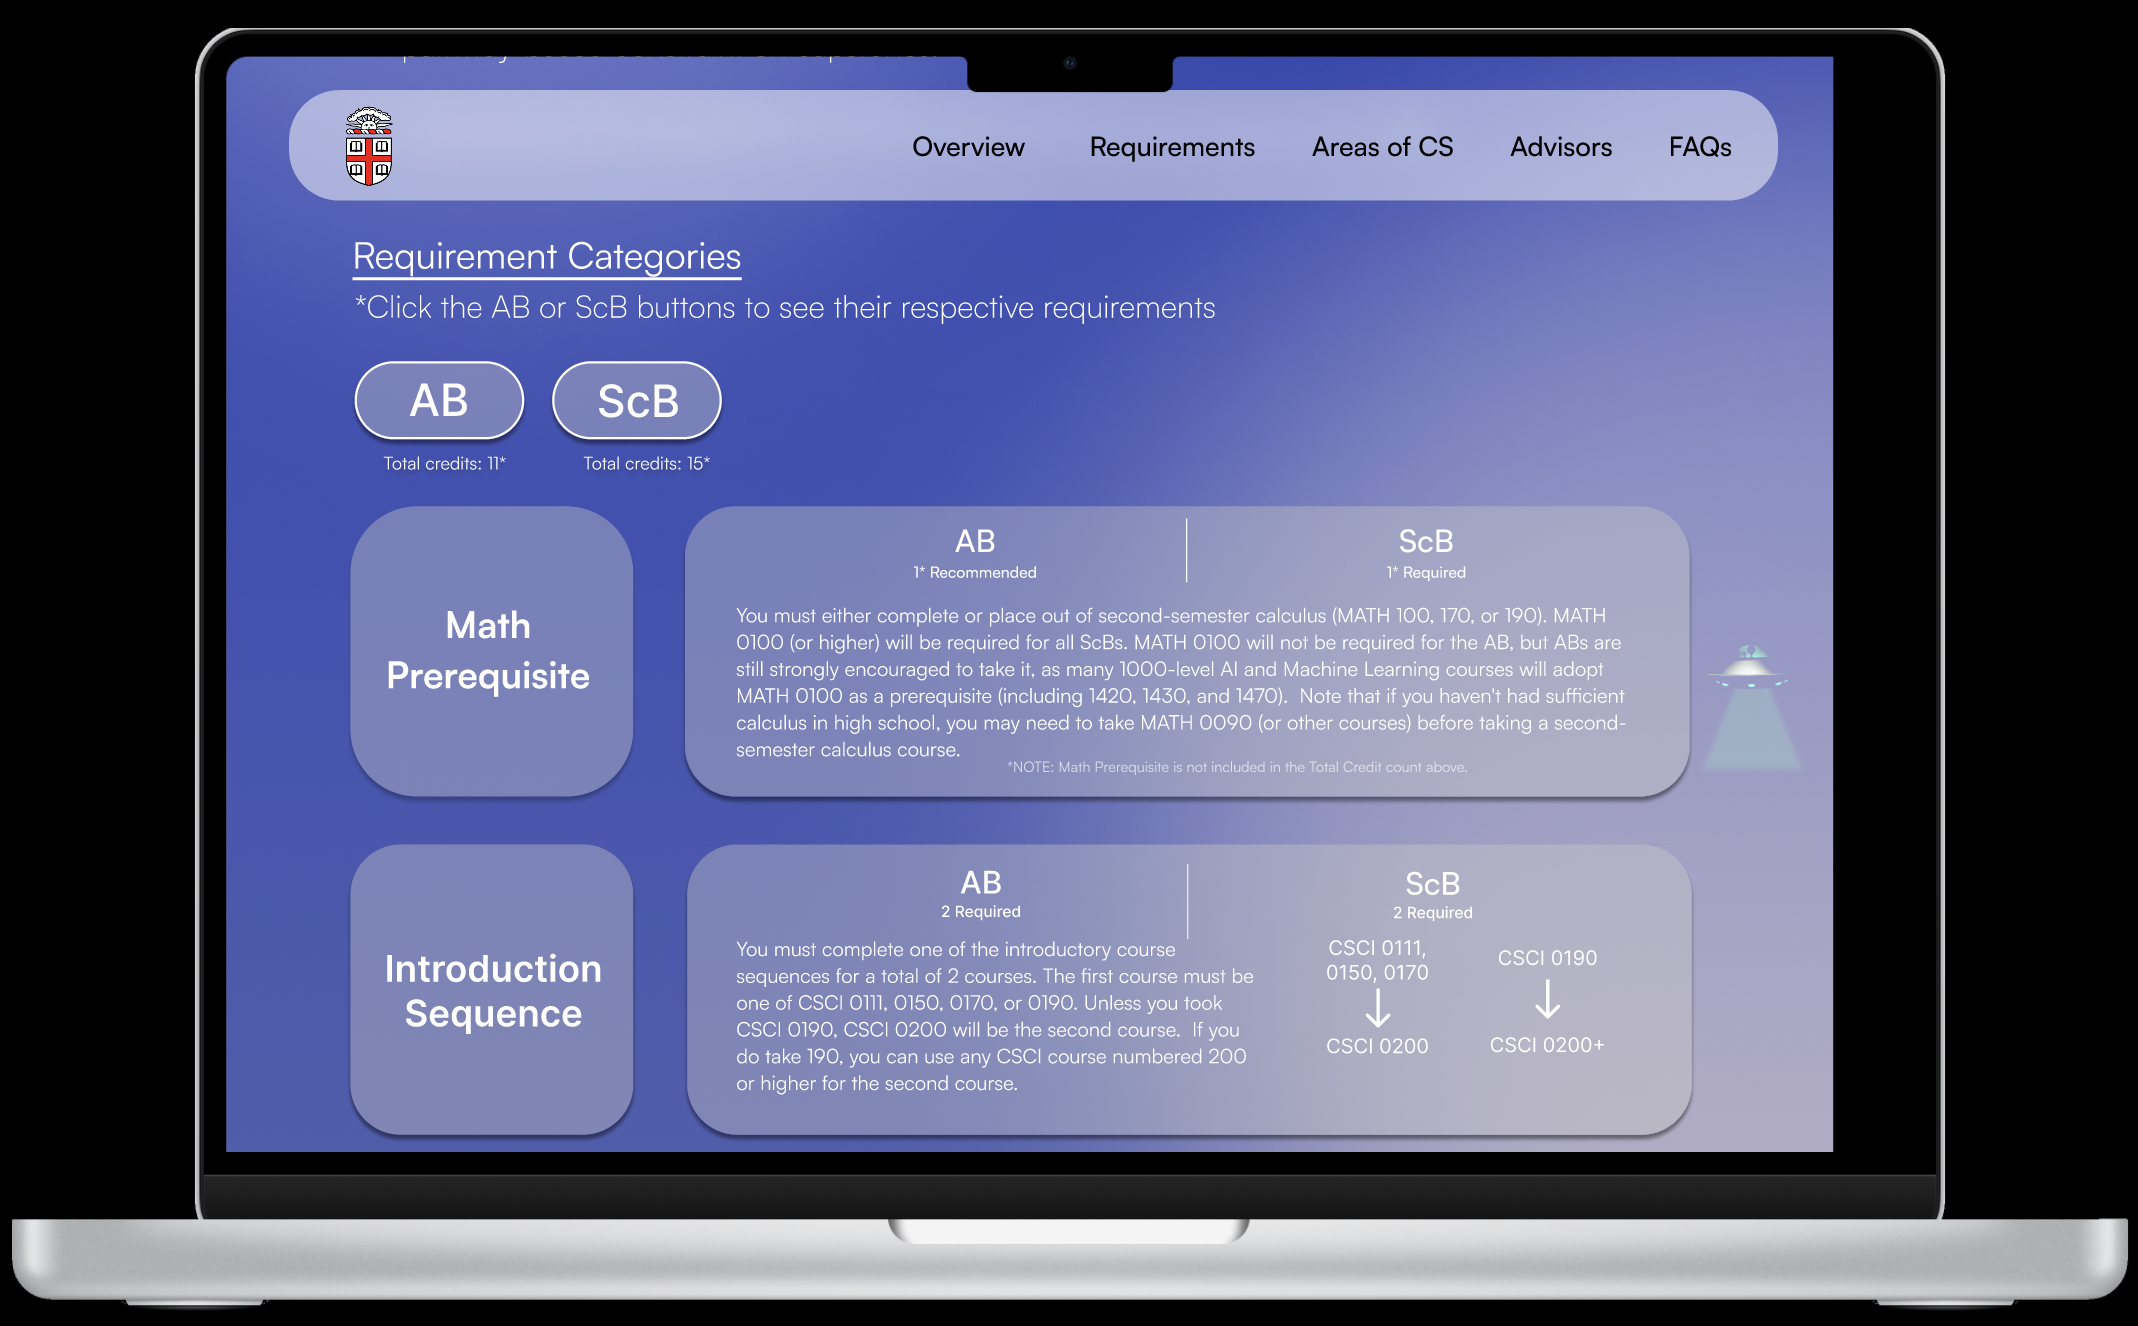 Overview Requirements Areas of CS Advisors FAQs
Requirement Categories
*Click the AB or ScB buttons to see their respective requirements
AB ScB
Total credits: 11* Total credits: 15*
Math
Prerequisite
AB ScB
1* Recommended 1* Required
You must either complete or place out of second-semester calculus (MATH 100, 170, or 190). MATH
0100 (or higher) will be required for all ScBs. MATH 0100 will not be required for the AB, but ABs are
still strongly encouraged to take it, as many 1000-level AI and Machine Learning courses will adopt
MATH 0100 as a prerequisite (including 1420, 1430, and 1470).  Note that if you haven't had sufficient
calculus in high school, you may need to take MATH 0090 (or other courses) before taking a second-
semester calculus course.
*NOTE: Math Prerequisite is not included in the Total Credit count above.
Introduction
Sequence
AB
2 Required
You must complete one of the introductory course
sequences for a total of 2 courses. The first course must be
one of CSCI 0111, 0150, 0170, or 0190. Unless you took
CSCI 0190, CSCI 0200 will be the second course.  If you
do take 190, you can use any CSCI course numbered 200
or higher for the second course.
ScB
2 Required
CSCI 0111,
0150, 0170
CSCI 0200
CSCI 0190
CSCI 0200+